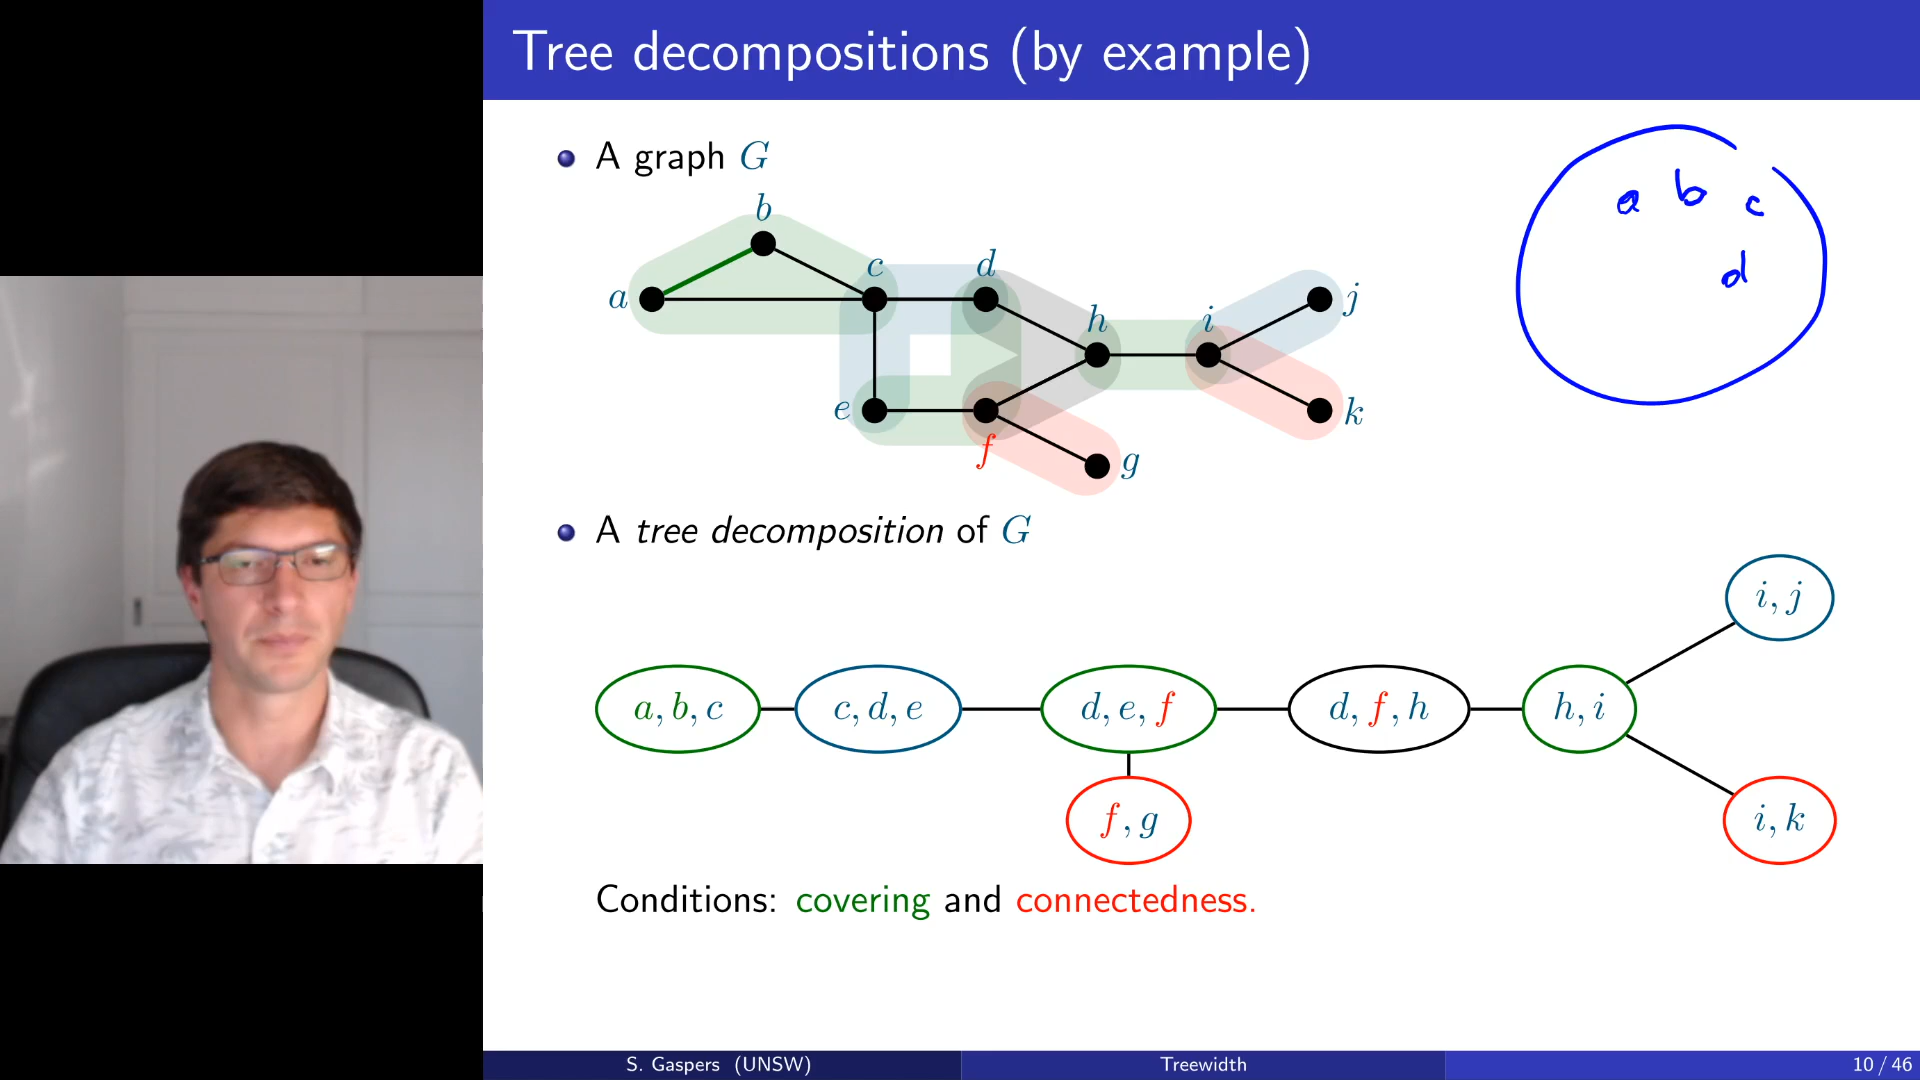 Tree decompositions (by example)
A graph G
b
c
d
a
h
i
j
e
f
k
g
a b c
d
A tree decomposition of G
i, j
a, b, c
c, d, e
d, e, f
d, f, h
h, i
f, g
i, k
Conditions: covering and connectedness.
S. Gaspers (UNSW)
Treewidth
10 / 46